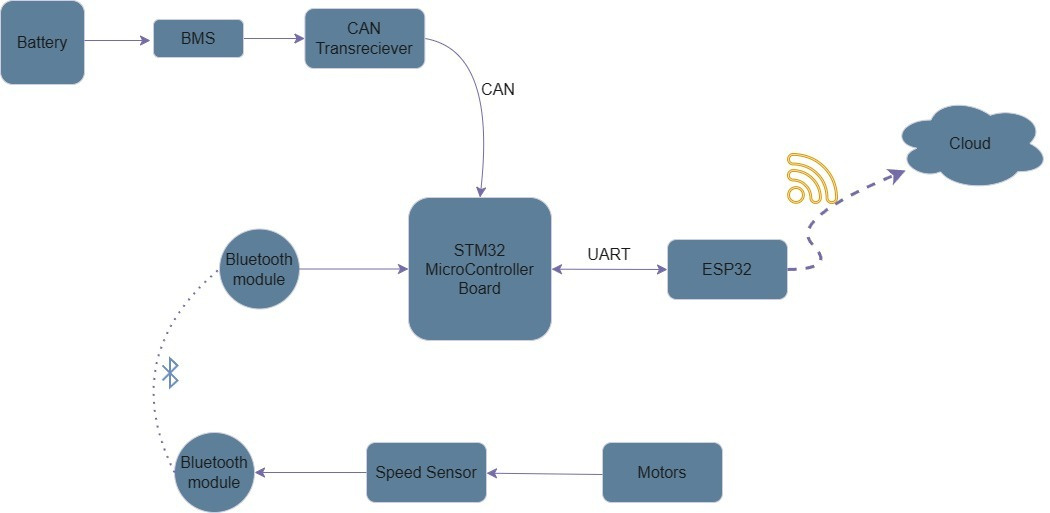 Battery
BMS
CAN
Transreciever
CAN
Cloud
STM32
MicroController
Board
UART
ESP32
Bluetooth
module
Bluetooth
module
Speed Sensor
Motors